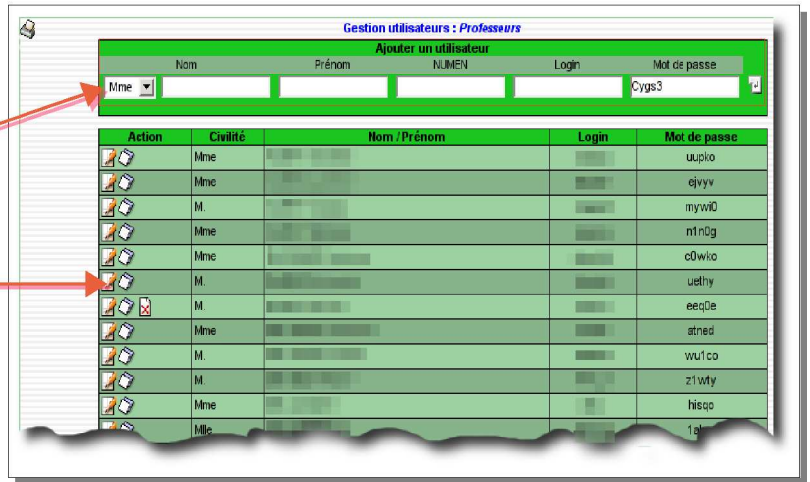 Gestion utilisateurs : Professeurs
Ajouter un utilisateur
Nom Prénom NUMEN Login Mot de passe
Mme Cygs3
Action Civilité Nom / Prénom Login Mot de passe
Mme uupko
Mme ejvyv
M. mywi0
Mme n1n0g
Mme c0wko
M. uethy
M. eeq0e
Mme atned
M. wu1co
M. z1wty
Mme hisqo
Mlle